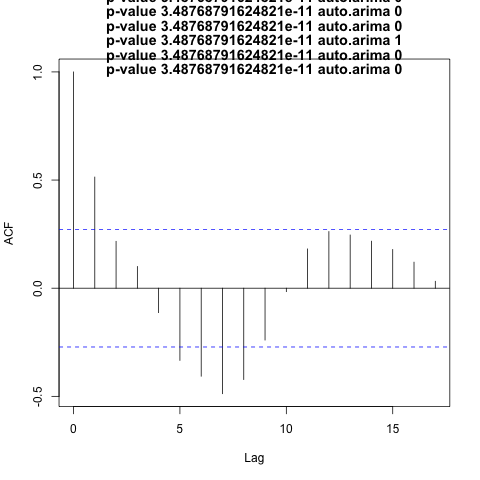 p-value 3.48768791624821e-11 auto.arima 0
p-value 3.48768791624821e-11 auto.arima 0
p-value 3.48768791624821e-11 auto.arima 1
p-value 3.48768791624821e-11 auto.arima 0
p-value 3.48768791624821e-11 auto.arima 0
1.0
0.5
0.0
-0.5
ACF
0 5 10 15
Lag